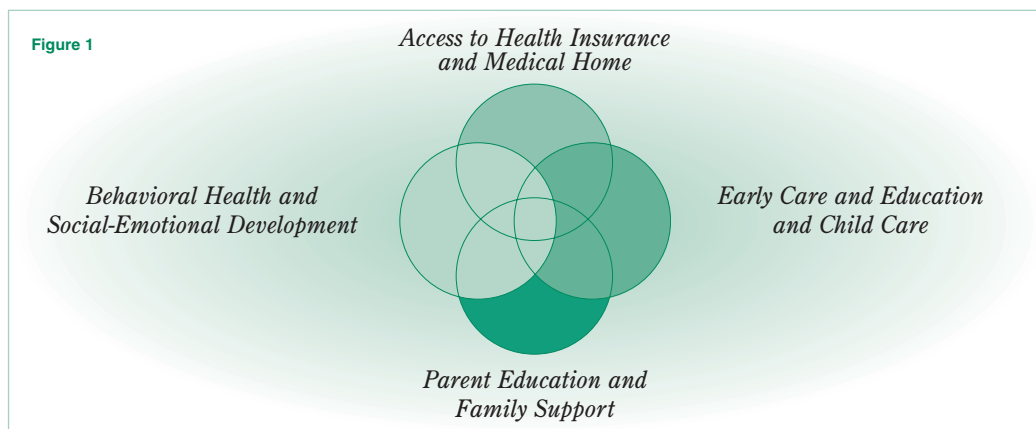 Figure 1
Access to Health Insurance
and Medical Home
Behavioral Health and
Social-Emotional Development
Early Care and Education
and Child Care
Parent Education and
Family Support